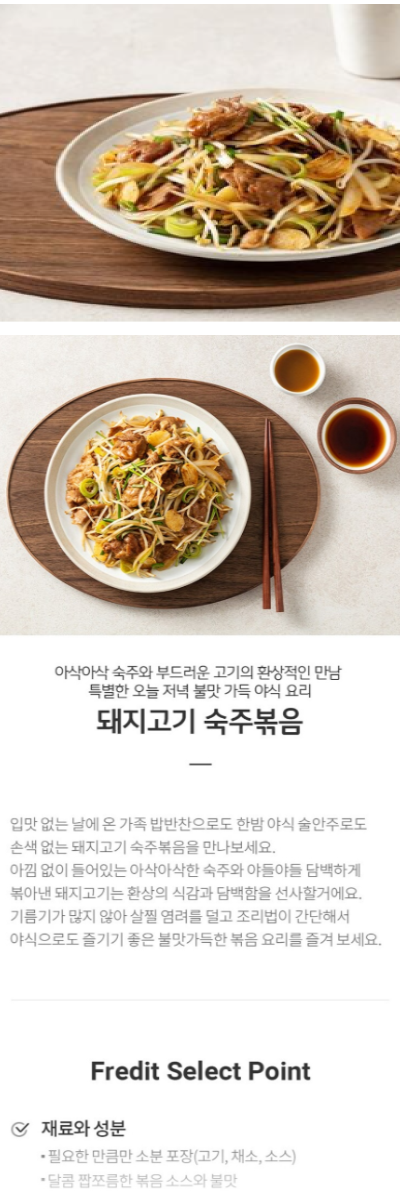 아삭아삭 숙주와 부드러운 고기의 환상적인 만남
특별한 오늘 저녁 불맛 가득 야식 요리
돼지고기 숙주볶음
입맛 없는 날에 온 가족 밥반찬으로도 한밤 야식 술안주로도
손색 없는 돼지고기 숙주볶음을 만나보세요.
아낌 없이 들어있는 아삭아삭한 숙주와 야들야들 담백하게
볶아낸 돼지고기는 환상의 식감과 담백함을 선사할거에요.
기름기가 많지 않아 살찔 염려를 덜고 조리법이 간단해서
야식으로도 즐기기 좋은 불맛가득한 볶음 요리를 즐겨 보세요.
Fredit Select Point
재료와 성분
• 필요한 만큼만 소분 포장(고기, 채소, 소스)
• 달콤 짭쪼름한 볶음 소스와 불맛